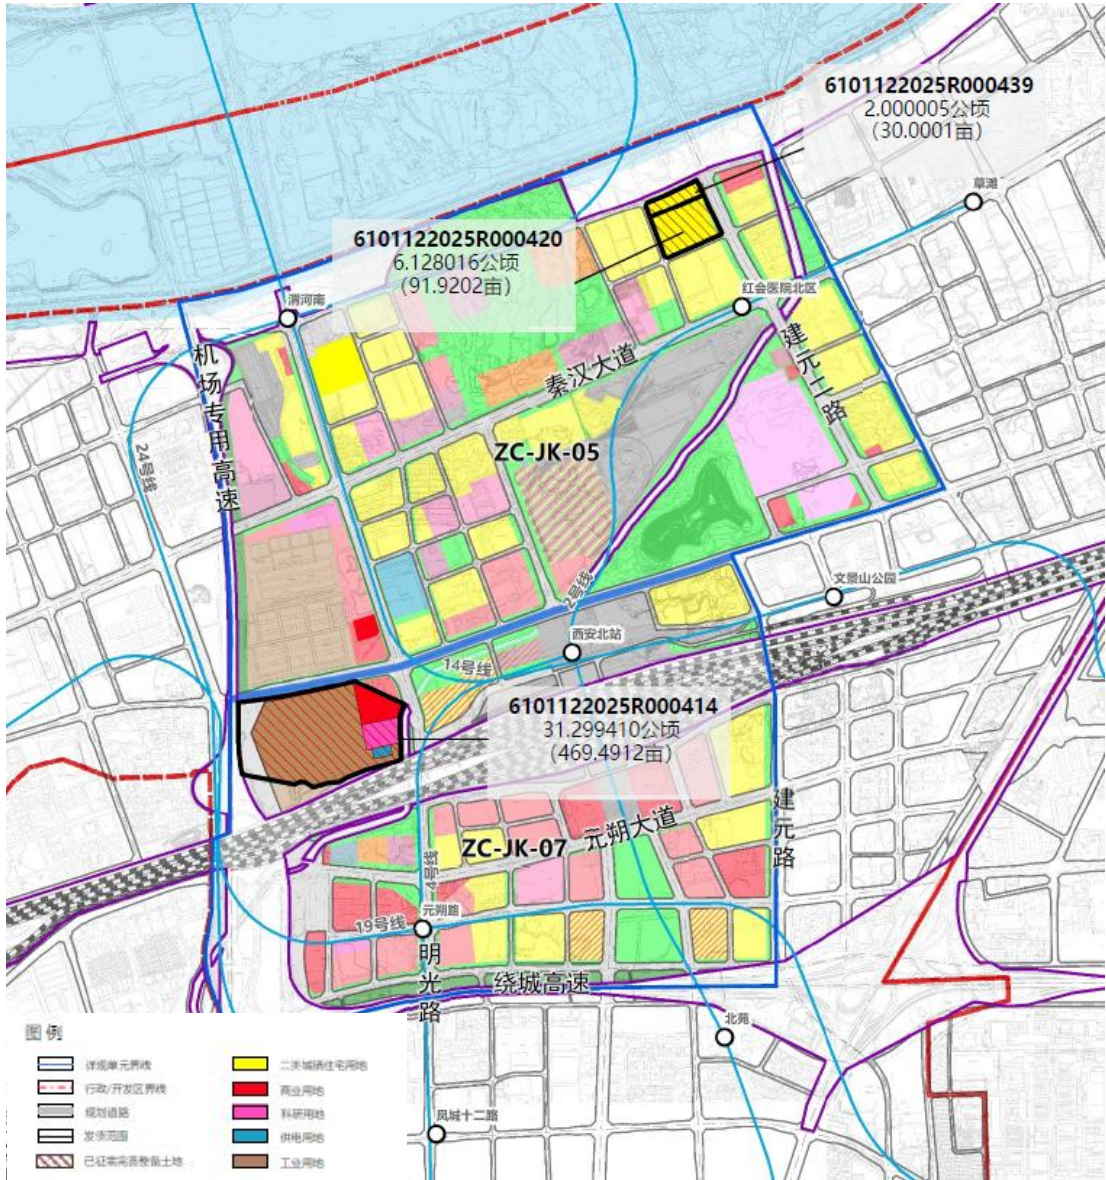 6101122025R000439
2.000005公顷
（30.0001亩）
草滩
6101122025R000420
6.128016公顷
（91.9202亩）
渭河南
红会医院北区
机场专用高速
秦汉大道
建元二路
24号线
ZC-JK-05
2号线
文景山公园
西安北站
14号线
6101122025R000414
31.299410公顷
（469.4912亩）
建元路
元朔大道
ZC-JK-07
4号线
元朔路
19号线
明光路
绕城高速
北苑
凤城十二路
图例
详规单元界线
二类城镇住宅用地
行政/开发区界线
商业用地
规划道路
科研用地
发债范围
供电用地
已征需完善整备土地
工业用地